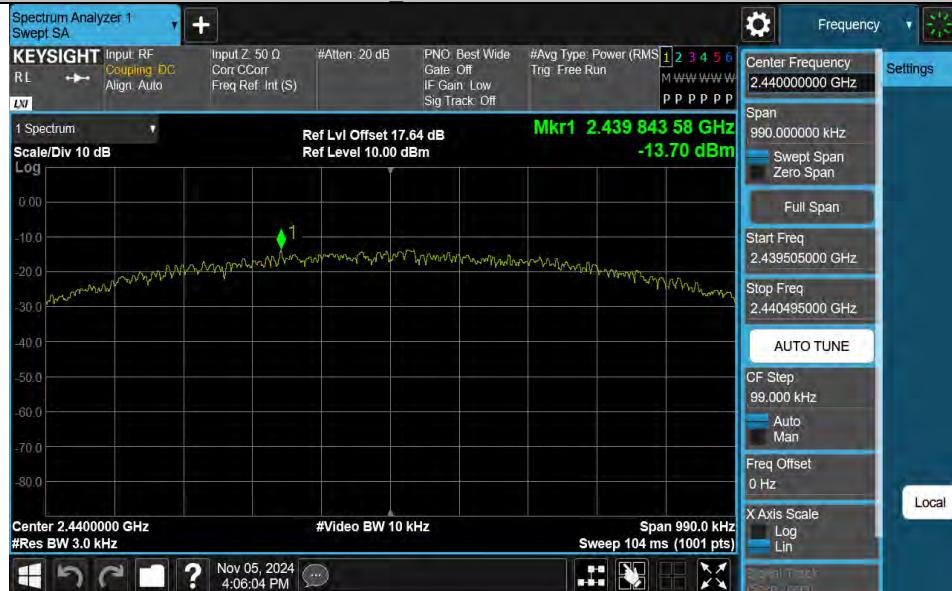 Spectrum Analyzer 1
Swept SA
+
Frequency
KEYSIGHT
RL
LXI
Input: RF
Coupling: DC
Align: Auto
Input Z: 50 Ω
Corr CCorr
Freq Ref: Int (S)
#Atten: 20 dB
PNO: Best Wide
Gate: Off
IF Gain: Low
Sig Track: Off
#Avg Type: Power (RMS
Trig: Free Run
1 2 3 4 5 6
M W W W W W
P P P P P P
Center Frequency
2.440000000 GHz
Settings
Span
990.000000 kHz
Swept Span
Zero Span
Full Span
Start Freq
2.439505000 GHz
Stop Freq
2.440495000 GHz
AUTO TUNE
CF Step
99.000 kHz
Auto
Man
Freq Offset
0 Hz
X Axis Scale
Log
Lin
Local
1 Spectrum
Scale/Div 10 dB
Ref Lvl Offset 17.64 dB
Ref Level 10.00 dBm
Mkr1 2.439 843 58 GHz
-13.70 dBm
Log
0.00
-10.0
-20.0
-30.0
-40.0
-50.0
-60.0
-70.0
-80.0
1
Center 2.4400000 GHz
#Res BW 3.0 kHz
#Video BW 10 kHz
Span 990.0 kHz
Sweep 104 ms (1001 pts)
?
Nov 05, 2024
4:06:04 PM